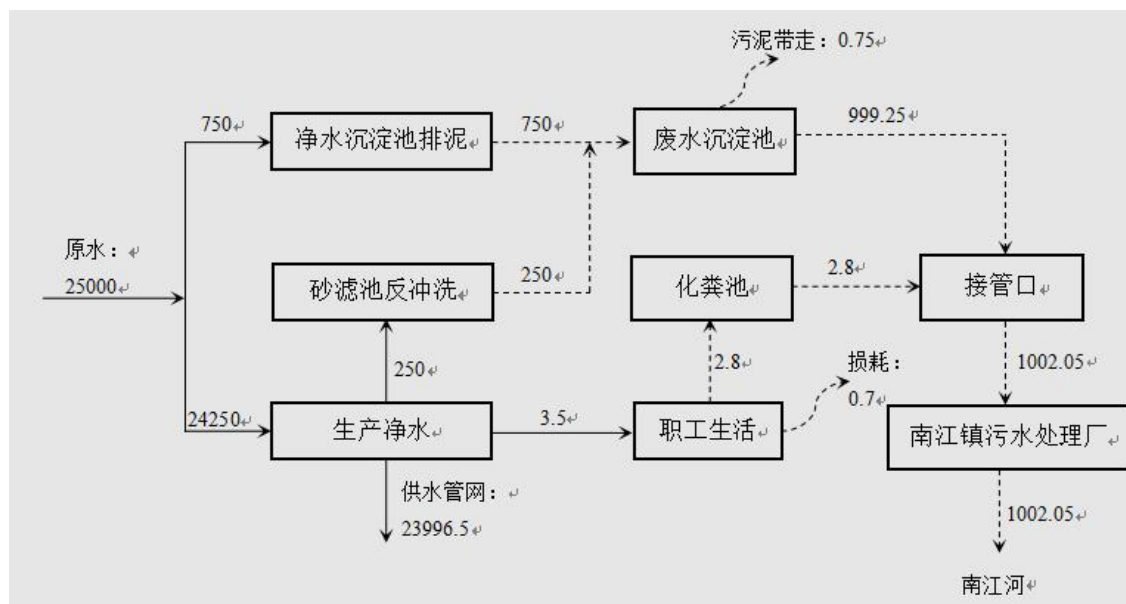 污泥带走：0.75
750
净水沉淀池排泥
750
废水沉淀池
999.25
原水：
25000
砂滤池反冲洗
250
化粪池
2.8
接管口
250
2.8
损耗：
0.7
1002.05
24250
生产净水
3.5
职工生活
南江镇污水处理厂
供水管网：
23996.5
1002.05
南江河